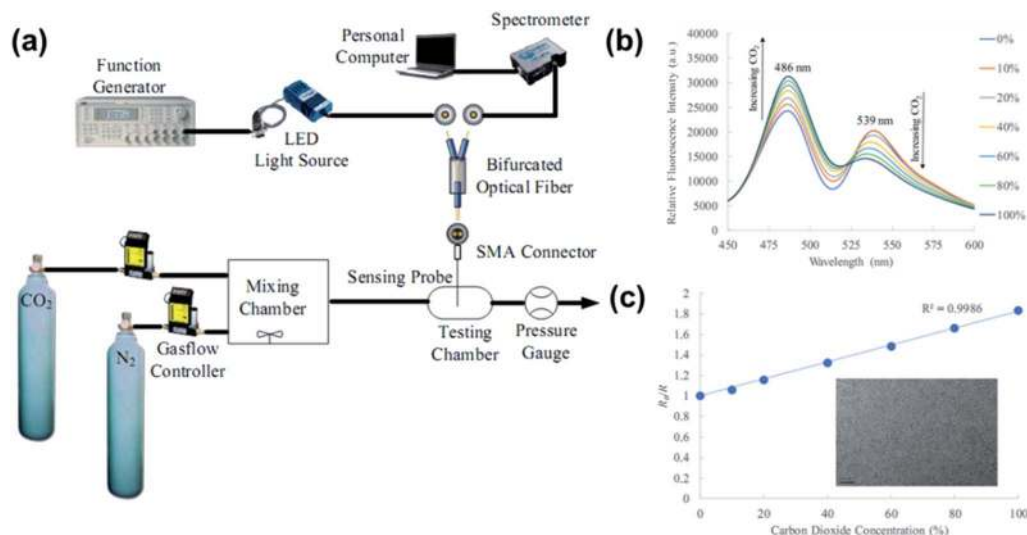 (a)
Function
Generator
LED
Light Source
Personal
Computer
Spectrometer
Bifurcated
Optical Fiber
SMA Connector
Sensing Probe
Mixing
Chamber
Testing
Chamber
Pressure
Gauge
Gasflow
Controller
CO₂
N₂
(b)
Relative Fluorescence Intensity (a.u.)
40000
35000
30000
25000
20000
15000
10000
5000
0
Increasing CO₂
486 nm
539 nm
Increasing CO₂
450 475 500 525 550 575 600
Wavelength (nm)
0%
10%
20%
40%
60%
80%
100%
(c)
R₀/R
2
1.8
1.6
1.4
1.2
1
0.8
0.6
0.4
0.2
0
R² = 0.9986
0 20 40 60 80 100
Carbon Dioxide Concentration (%)